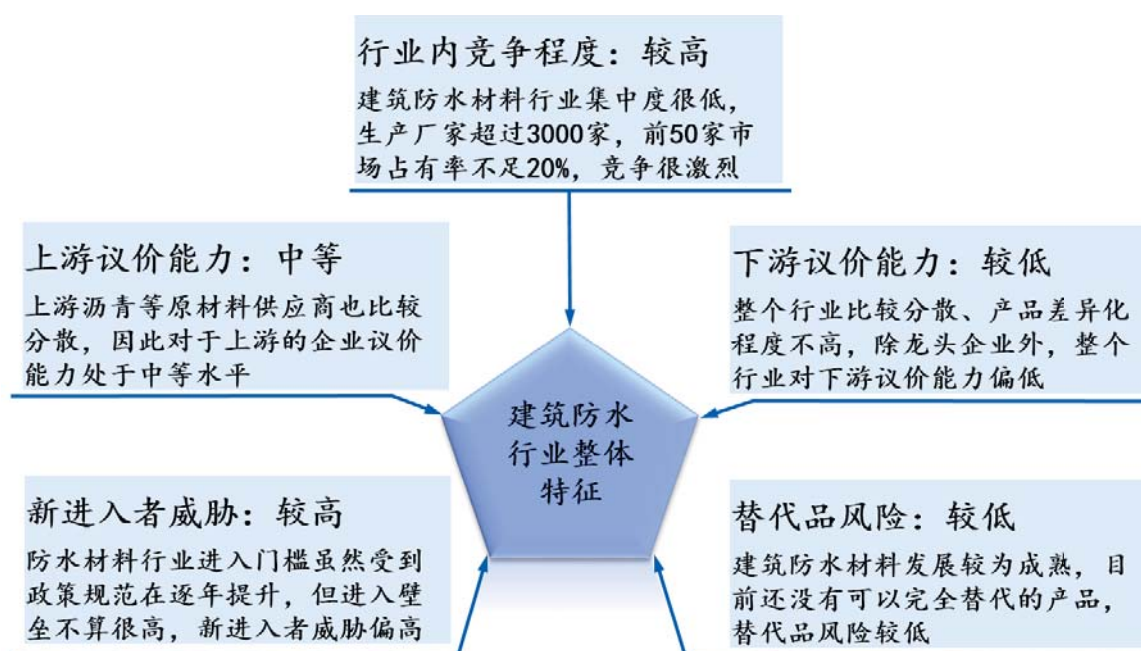 行业内竞争程度：较高
建筑防水材料行业集中度很低，
生产厂家超过3000家，前50家市
场占有率不足20%，竞争很激烈
上游议价能力：中等
上游沥青等原材料供应商也比较
分散，因此对于上游的企业议价
能力处于中等水平
下游议价能力：较低
整个行业比较分散、产品差异化
程度不高，除龙头企业外，整个
行业对下游议价能力偏低
建筑防水
行业整体
特征
新进入者威胁：较高
防水材料行业进入门槛虽然受到
政策规范在逐年提升，但进入壁
垒不算很高，新进入者威胁偏高
替代品风险：较低
建筑防水材料发展较为成熟，目
前还没有可以完全替代的产品，
替代品风险较低